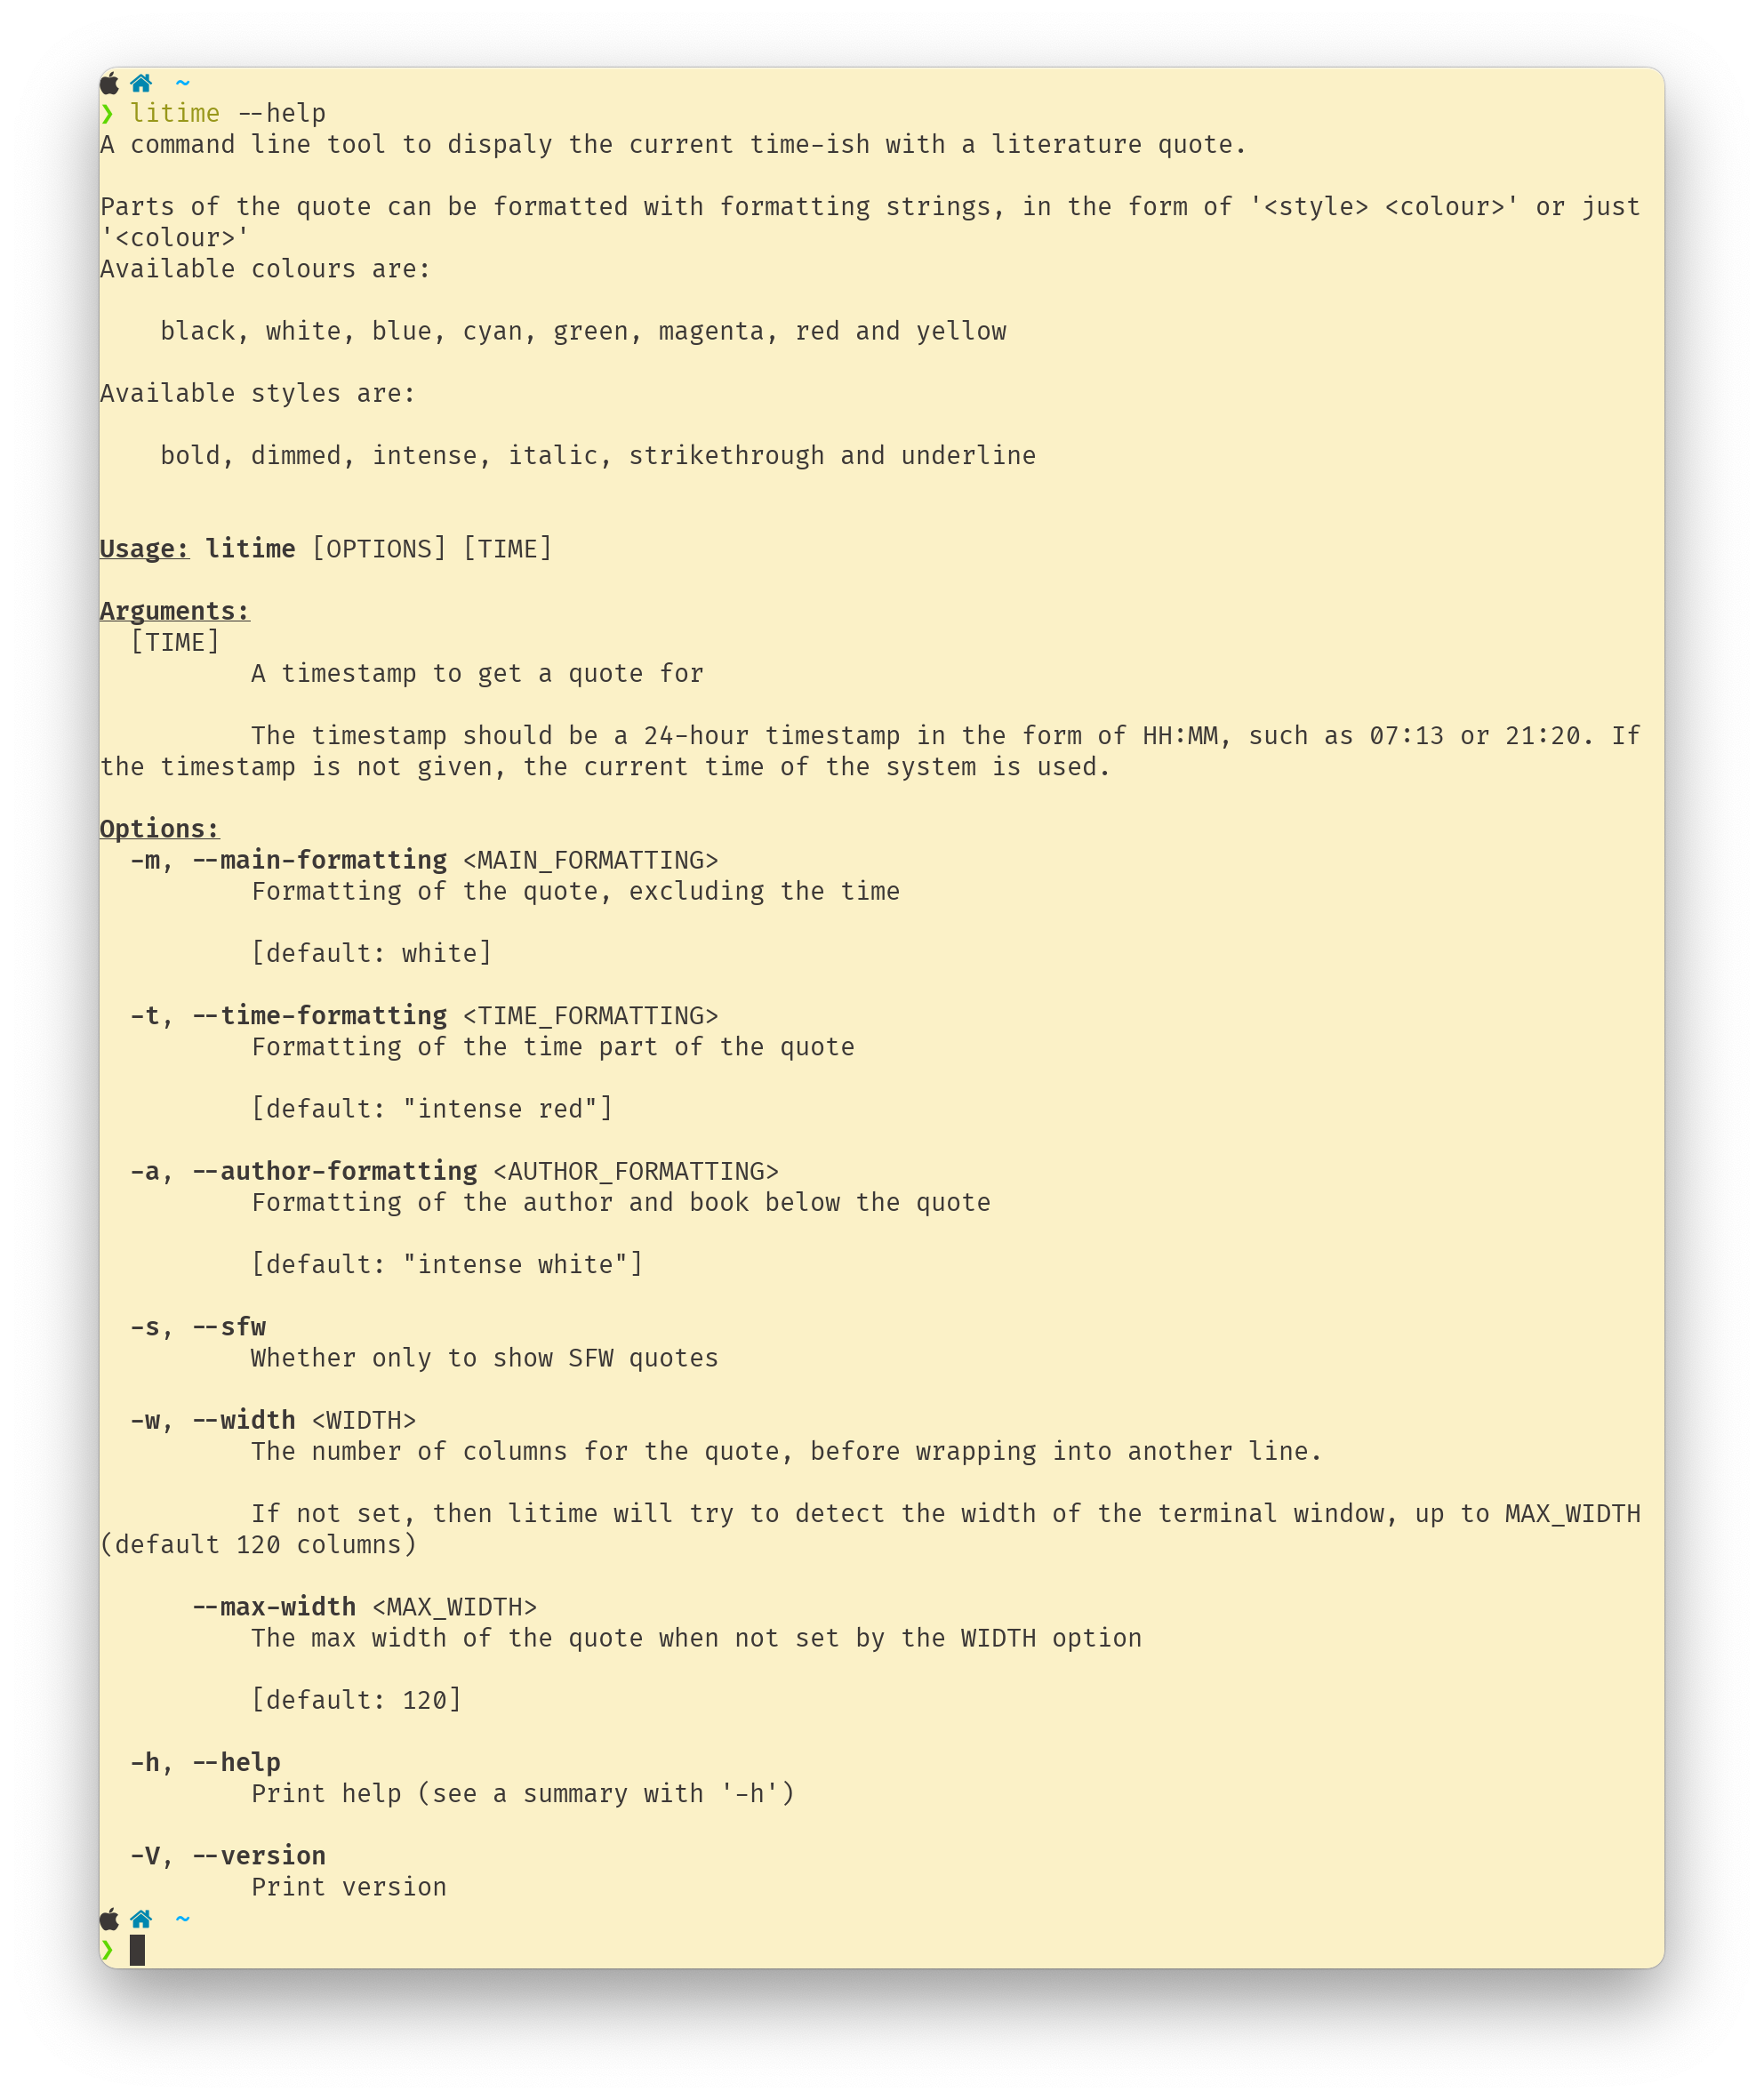 ~
❯ litime --help
A command line tool to dispaly the current time-ish with a literature quote.
Parts of the quote can be formatted with formatting strings, in the form of '<style> <colour>' or just
'<colour>'
Available colours are:
black, white, blue, cyan, green, magenta, red and yellow
Available styles are:
bold, dimmed, intense, italic, strikethrough and underline
Usage: litime [OPTIONS] [TIME]
Arguments:
[TIME]
A timestamp to get a quote for
The timestamp should be a 24-hour timestamp in the form of HH:MM, such as 07:13 or 21:20. If
the timestamp is not given, the current time of the system is used.
Options:
-m, --main-formatting <MAIN_FORMATTING>
Formatting of the quote, excluding the time
[default: white]
-t, --time-formatting <TIME_FORMATTING>
Formatting of the time part of the quote
[default: "intense red"]
-a, --author-formatting <AUTHOR_FORMATTING>
Formatting of the author and book below the quote
[default: "intense white"]
-s, --sfw
Whether only to show SFW quotes
-w, --width <WIDTH>
The number of columns for the quote, before wrapping into another line.
If not set, then litime will try to detect the width of the terminal window, up to MAX_WIDTH
(default 120 columns)
--max-width <MAX_WIDTH>
The max width of the quote when not set by the WIDTH option
[default: 120]
-h, --help
Print help (see a summary with '-h')
-V, --version
Print version
~
❯